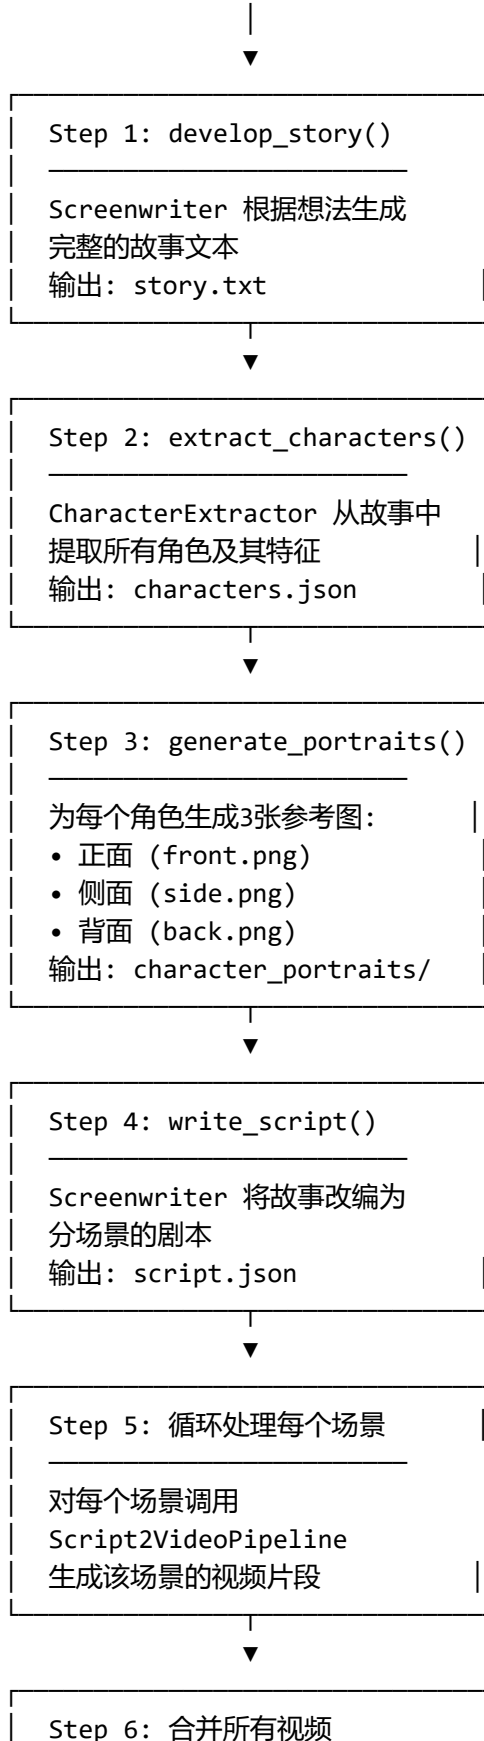 Step 1: develop_story()
Screenwriter 根据想法生成
完整的故事文本
输出: story.txt
Step 2: extract_characters()
CharacterExtractor 从故事中
提取所有角色及其特征
输出: characters.json
Step 3: generate_portraits()
为每个角色生成3张参考图:
• 正面 (front.png)
• 侧面 (side.png)
• 背面 (back.png)
输出: character_portraits/
Step 4: write_script()
Screenwriter 将故事改编为
分场景的剧本
输出: script.json
Step 5: 循环处理每个场景
对每个场景调用
Script2VideoPipeline
生成该场景的视频片段
Step 6: 合并所有视频